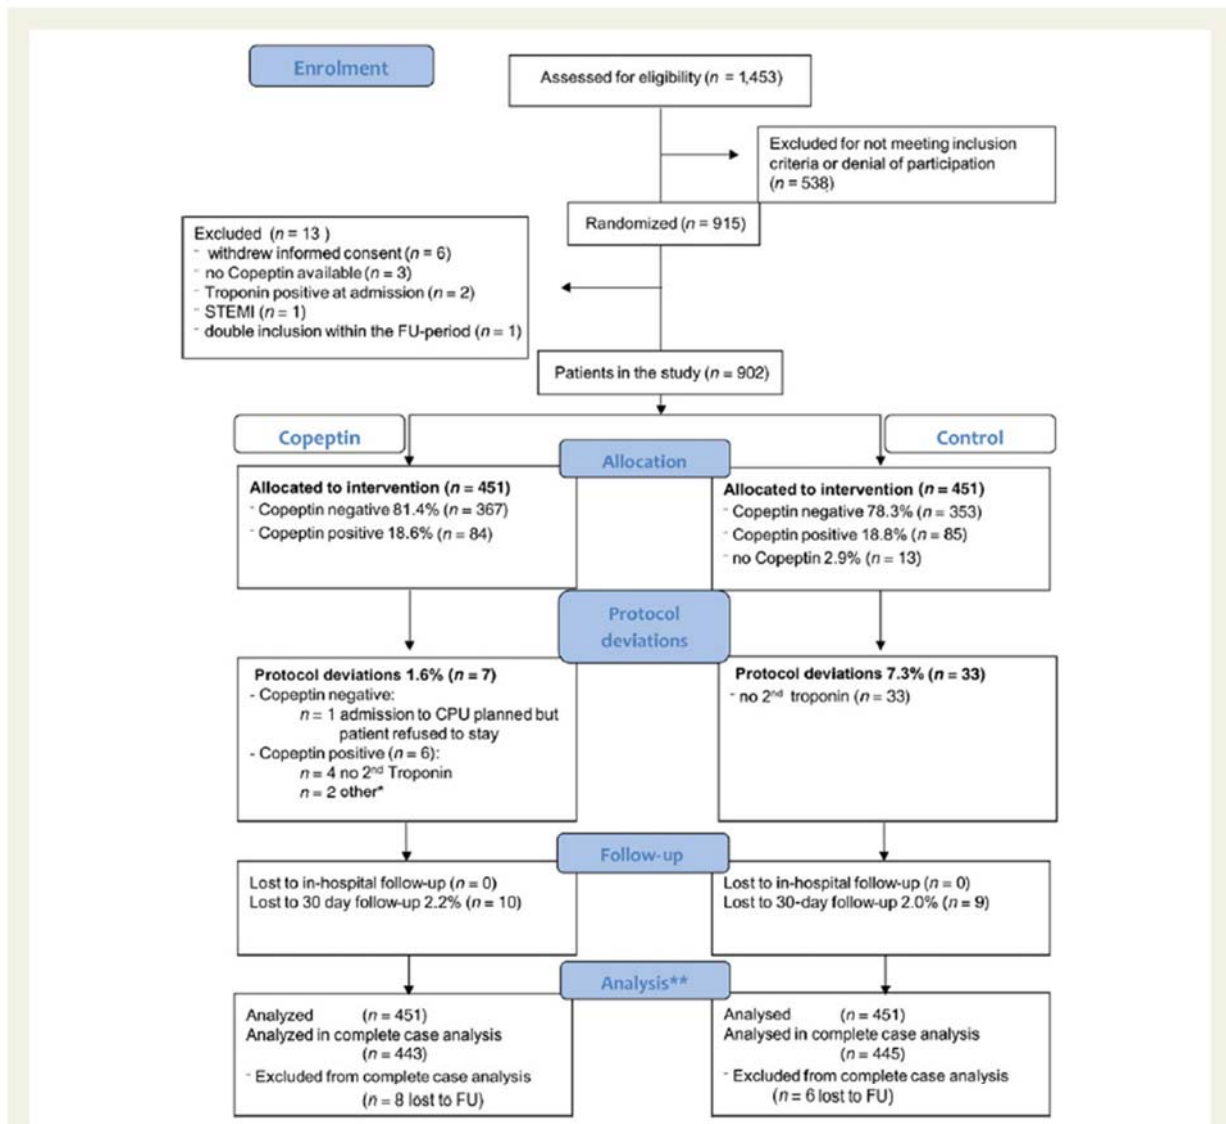 Enrolment
Assessed for eligibility (n = 1,453)
Excluded for not meeting inclusion
criteria or denial of participation
(n = 538)
Randomized (n = 915)
Excluded (n = 13 )
- withdrew informed consent (n = 6)
- no Copeptin available (n = 3)
- Troponin positive at admission (n = 2)
- STEMI (n = 1)
- double inclusion within the FU-period (n = 1)
Patients in the study (n = 902)
Copeptin
Control
Allocation
Allocated to intervention (n = 451)
- Copeptin negative 81.4% (n = 367)
- Copeptin positive 18.6% (n = 84)
Allocated to intervention (n = 451)
- Copeptin negative 78.3% (n = 353)
- Copeptin positive 18.8% (n = 85)
- no Copeptin 2.9% (n = 13)
Protocol
deviations
Protocol deviations 1.6% (n = 7)
- Copeptin negative:
n = 1 admission to CPU planned but
patient refused to stay
- Copeptin positive (n = 6):
n = 4 no 2nd Troponin
n = 2 other*
Protocol deviations 7.3% (n = 33)
- no 2nd troponin (n = 33)
Follow-up
Lost to in-hospital follow-up (n = 0)
Lost to 30 day follow-up 2.2% (n = 10)
Lost to in-hospital follow-up (n = 0)
Lost to 30-day follow-up 2.0% (n = 9)
Analysis**
Analyzed (n = 451)
Analyzed in complete case analysis
(n = 443)
- Excluded from complete case analysis
(n = 8 lost to FU)
Analysed (n = 451)
Analysed in complete case analysis
(n = 445)
- Excluded from complete case analysis
(n = 6 lost to FU)